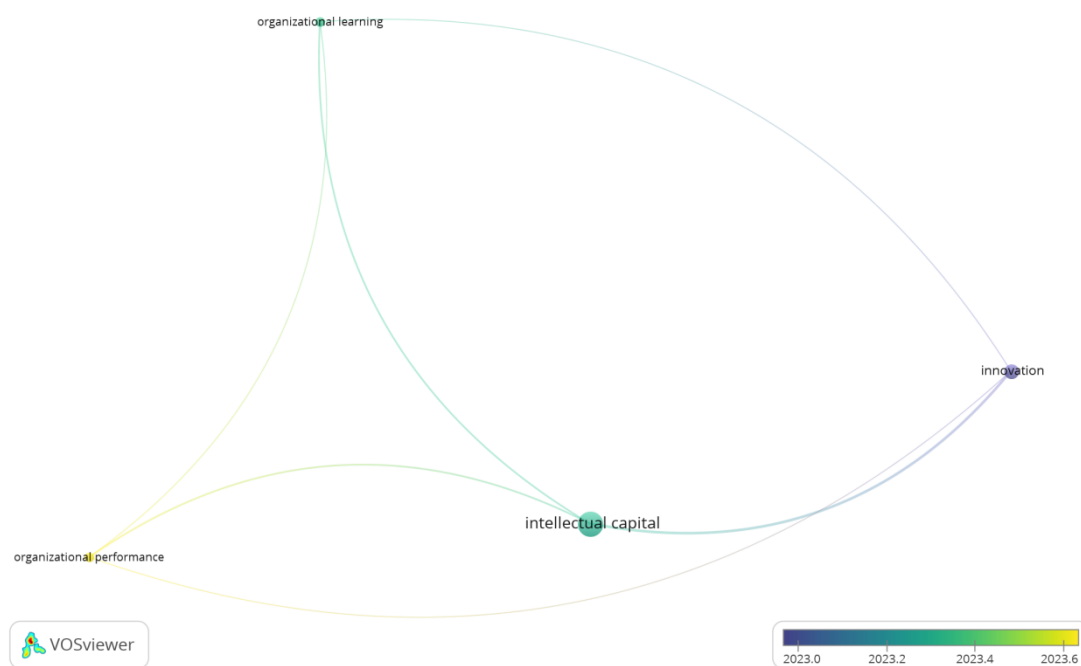 organizational learning
innovation
intellectual capital
organizational performance
VOSviewer
2023.0 2023.2 2023.4 2023.6